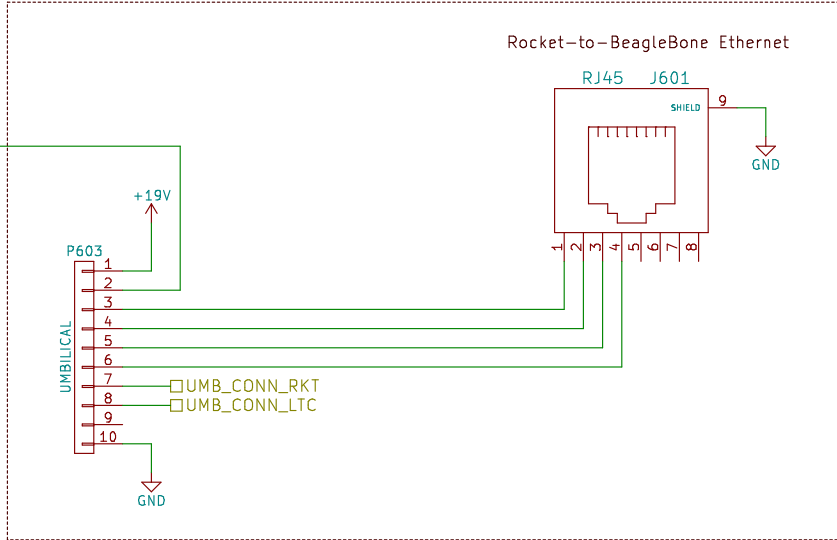 Rocket-to-BeagleBone Ethernet
RJ45 J601
SHIELD 9
GND
1 2 3 4 5 6 7 8
+19V
P603
UMBILICAL
1
2
3
4
5
6
7 UMB_CONN_RKT
8 UMB_CONN_LTC
9
10
GND